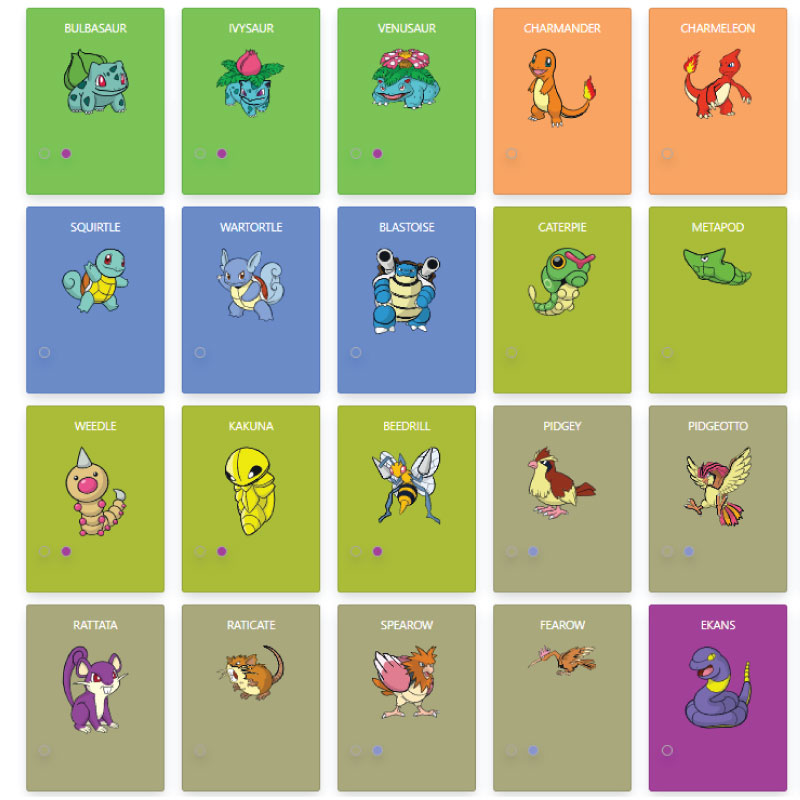 BULBASAUR
IVYSAUR
VENUSAUR
CHARMANDER
CHARMELEON
SQUIRTLE
WARTORTLE
BLASTOISE
CATERPIE
METAPOD
WEEDLE
KAKUNA
BEEDRILL
PIDGEY
PIDGEOTTO
RATTATA
RATICATE
SPEAROW
FEAROW
EKANS